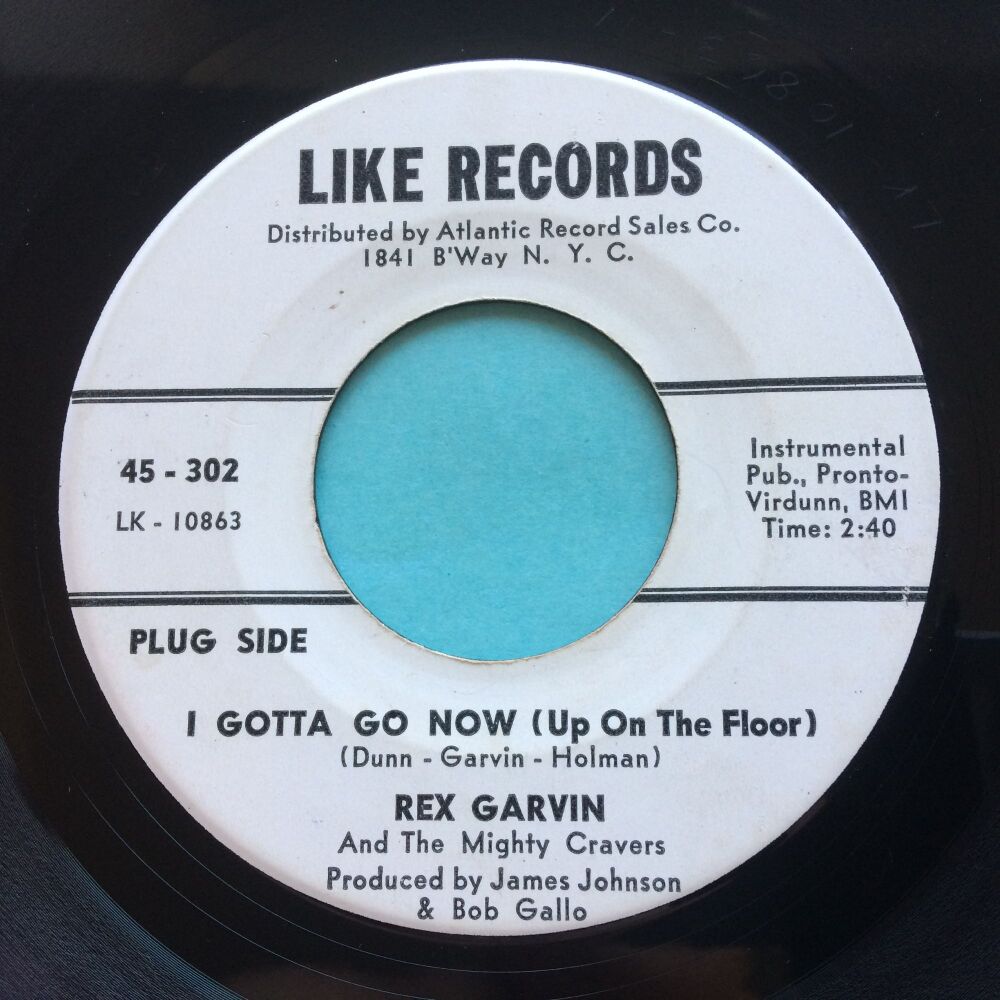 LIKE RECORDS
Distributed by Atlantic Record Sales Co.
1841 B'Way N. Y. C.
45 - 302
LK - 10863
Instrumental
Pub., Pronto-
Virdunn, BMI
Time: 2:40
PLUG SIDE
I GOTTA GO NOW (Up On The Floor)
(Dunn - Garvin - Holman)
REX GARVIN
And The Mighty Cravers
Produced by James Johnson
& Bob Gallo